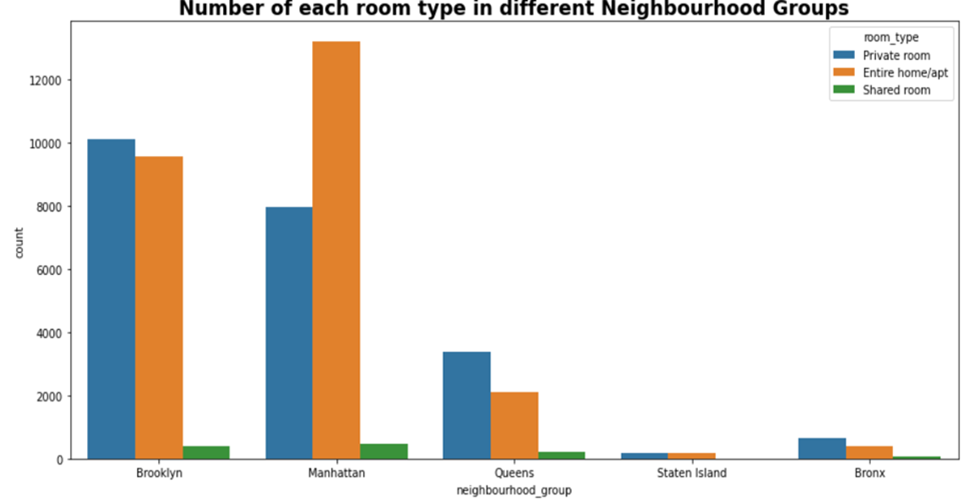 Number of each room type in different Neighbourhood Groups
room_type
Private room
Entire home/apt
Shared room
12000
10000
8000
6000
4000
2000
0
count
Brooklyn Manhattan Queens Staten Island Bronx
neighbourhood_group